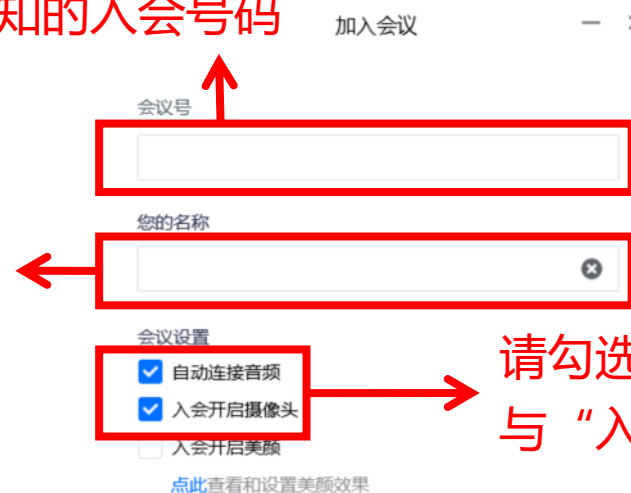 知的入会号码
加入会议
会议号
您的名称
会议设置
自动连接音频
入会开启摄像头
入会开启美颜
点此查看和设置美颜效果
请勾选
与“入